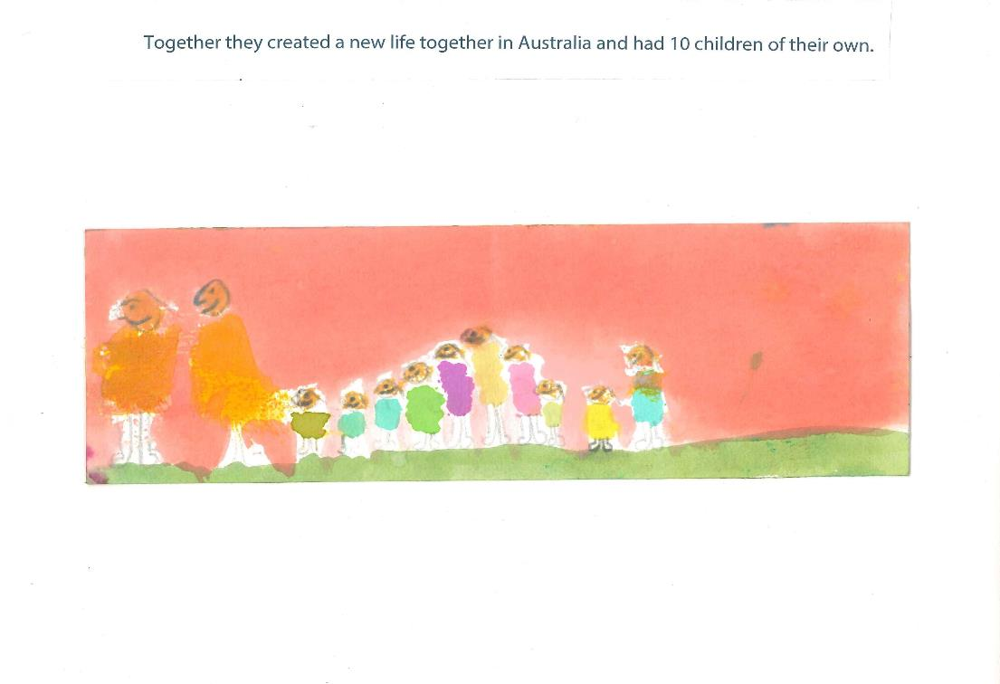 Together they created a new life together in Australia and had 10 children of their own.